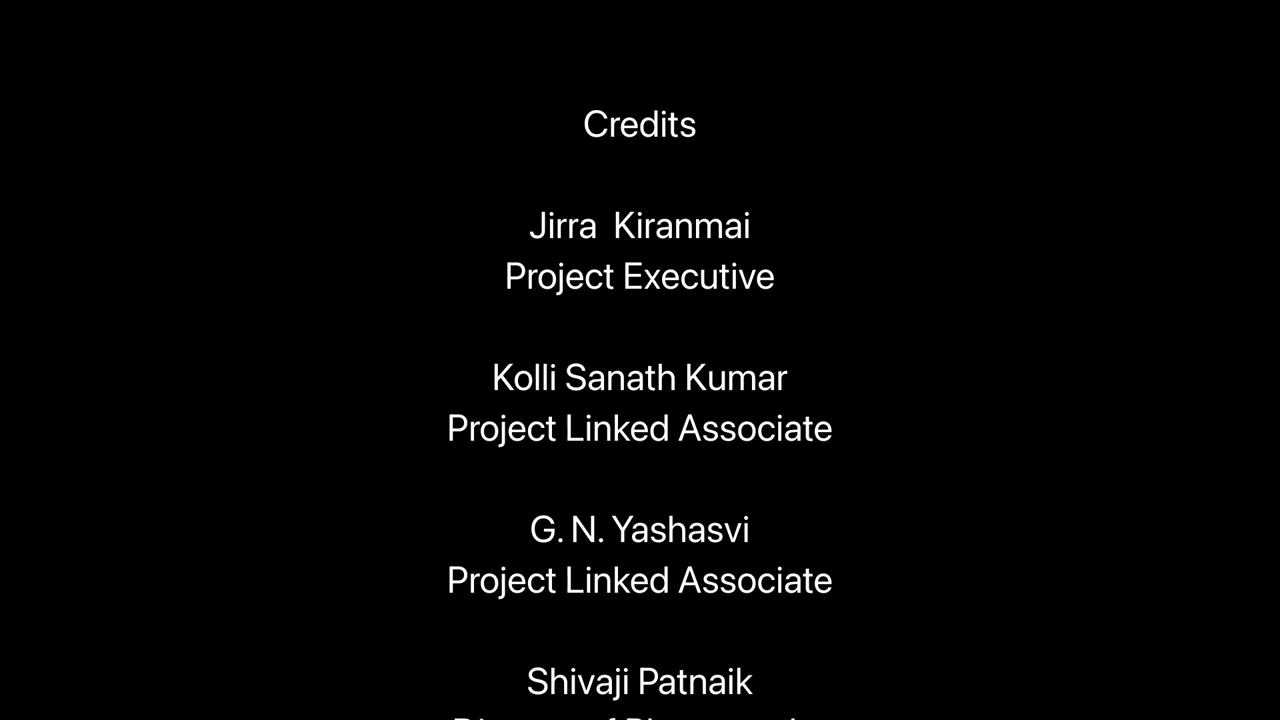 Credits
Jirra  Kiranmai
Project Executive
Kolli Sanath Kumar
Project Linked Associate
G. N. Yashasvi
Project Linked Associate
Shivaji Patnaik